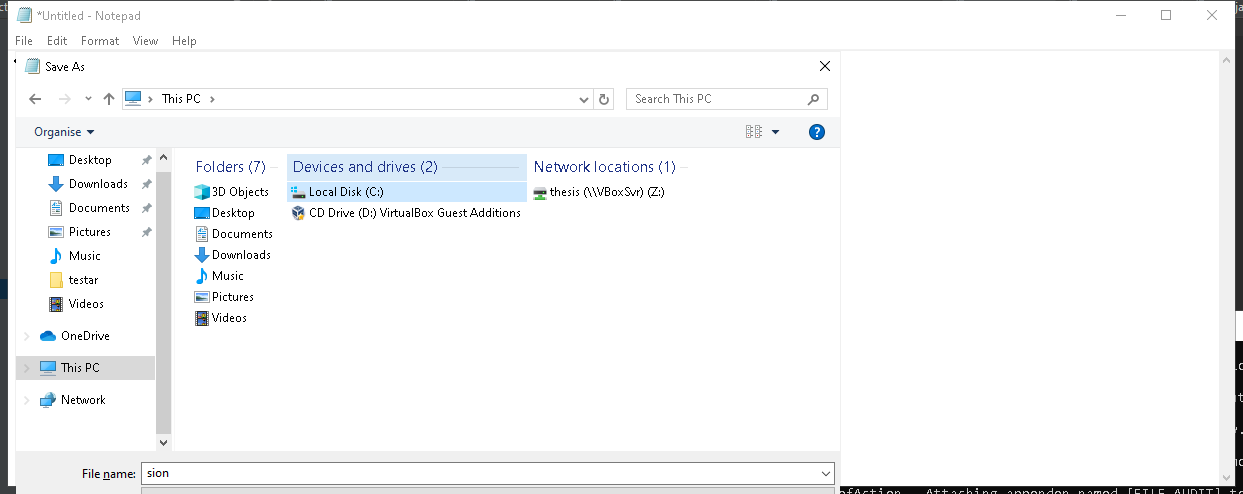 *Untitled - Notepad
File Edit Format View Help
Save As
This PC
Search This PC
Organise
Desktop
Downloads
Documents
Pictures
Music
testar
Videos
OneDrive
This PC
Network
Folders (7)
3D Objects
Desktop
Documents
Downloads
Music
Pictures
Videos
Devices and drives (2)
Local Disk (C:)
CD Drive (D:) VirtualBox Guest Additions
Network locations (1)
thesis (\\VBoxSvr) (Z:)
File name: sion
ofAction - Attaching appender named [FILE_AUDIT] to